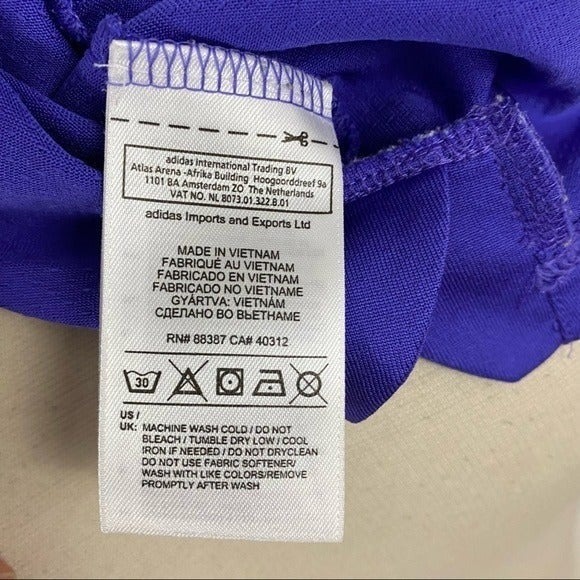 adidas International Trading BV
Atlas Arena -Afrika Building Hoogoorddreef 9a
1101 BA Amsterdam ZO The Netherlands
VAT NO. NL 8073.01.322.B.01
adidas Imports and Exports Ltd
MADE IN VIETNAM
FABRIQUÉ AU VIETNAM
FABRICADO EN VIETNAM
FABRICADO NO VIETNAME
GYÁRTVA: VIETNÁM
СДЕЛАНО ВО ВЬЕТНАМЕ
RN# 88387 CA# 40312
30
US /
UK: MACHINE WASH COLD / DO NOT
BLEACH / TUMBLE DRY LOW / COOL
IRON IF NEEDED / DO NOT DRYCLEAN
DO NOT USE FABRIC SOFTENER/
WASH WITH LIKE COLORS/REMOVE
PROMPTLY AFTER WASH